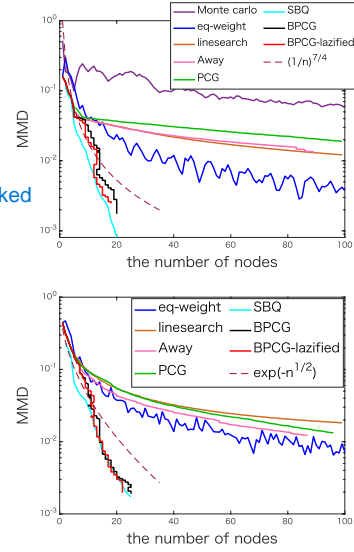 Monte carlo
eq-weight
linesearch
Away
PCG
SBQ
BPCG
BPCG-lazified
(1/n)^{7/4}
10^0
10^{-1}
10^{-2}
10^{-3}
MMD
0 20 40 60 80 100
the number of nodes
ked
eq-weight
linesearch
Away
PCG
SBQ
BPCG
BPCG-lazified
exp(-n^{1/2})
10^0
10^{-1}
10^{-2}
10^{-3}
MMD
0 20 40 60 80 100
the number of nodes